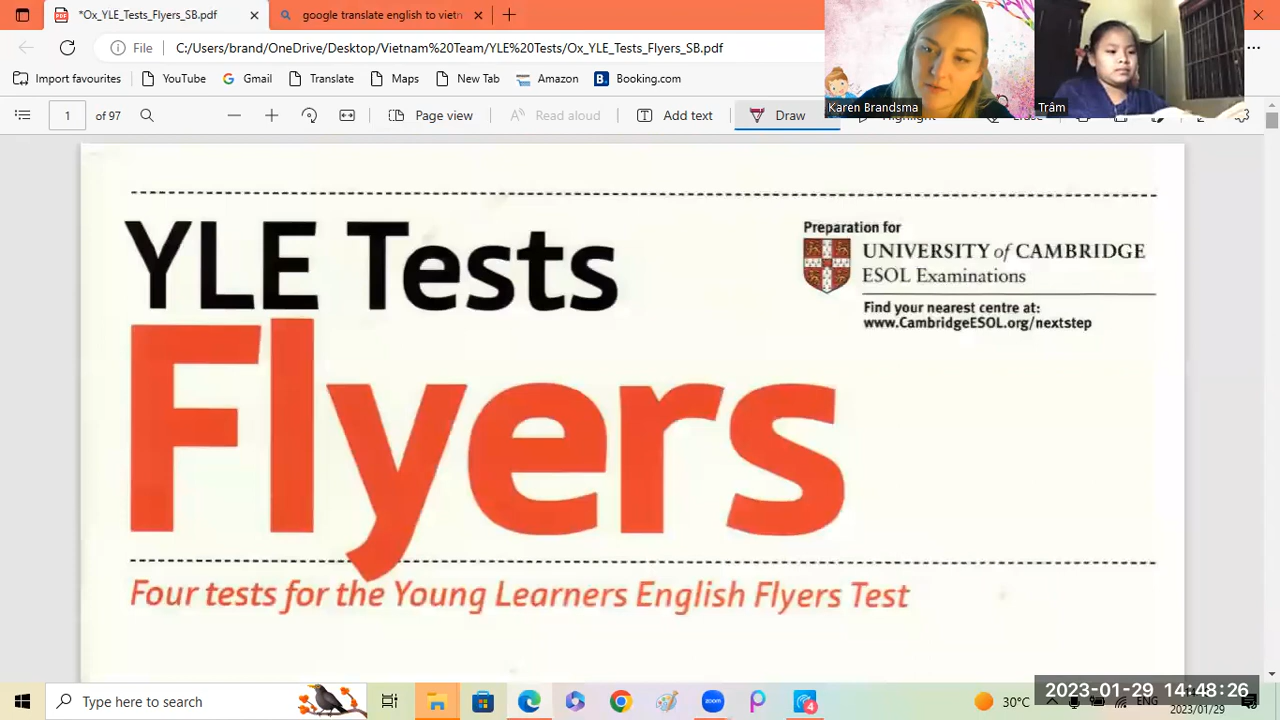 *Ox_YLE_Tests_Flyers_SB.pdf
google translate english to vietn
File
C:/Users/brand/OneDrive/Desktop/Vietnam%20Team/YLE%20Tests/Ox_YLE_Tests_Flyers_SB.pdf
Import favourites
YouTube
Gmail
Translate
Maps
New Tab
Amazon
Booking.com
Karen Brandsma
Trâm
1 of 97
Page view
Read aloud
Add text
Draw
YLE Tests
Flyers
Preparation for
UNIVERSITY of CAMBRIDGE
ESOL Examinations
Find your nearest centre at:
www.CambridgeESOL.org/nextstep
Four tests for the Young Learners English Flyers Test
Type here to search
zoom
4
30°C
ENG
2023-01-29 14:48:26
2023/01/29